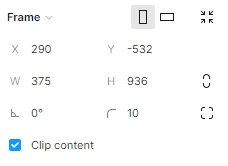 Frame
X 290 Y -532
W 375 H 936
0° 10
Clip content